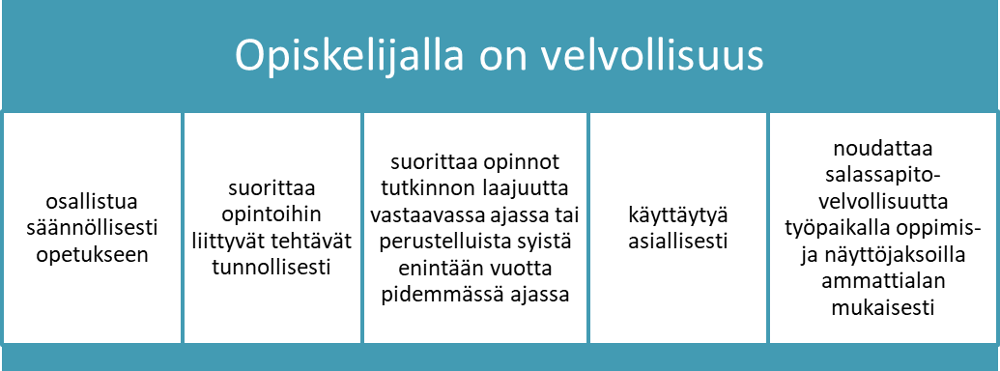 Opiskelijalla on velvollisuus
osallistua
säännöllisesti
opetukseen
suorittaa
opintoihin
liittyvät tehtävät
tunnollisesti
suorittaa opinnot
tutkinnon laajuutta
vastaavassa ajassa tai
perustelluista syistä
enintään vuotta
pidemmässä ajassa
käyttäytyä
asiallisesti
noudattaa
salassapito-
velvollisuutta
työpaikalla oppimis-
ja näyttöjaksoilla
ammattialan
mukaisesti